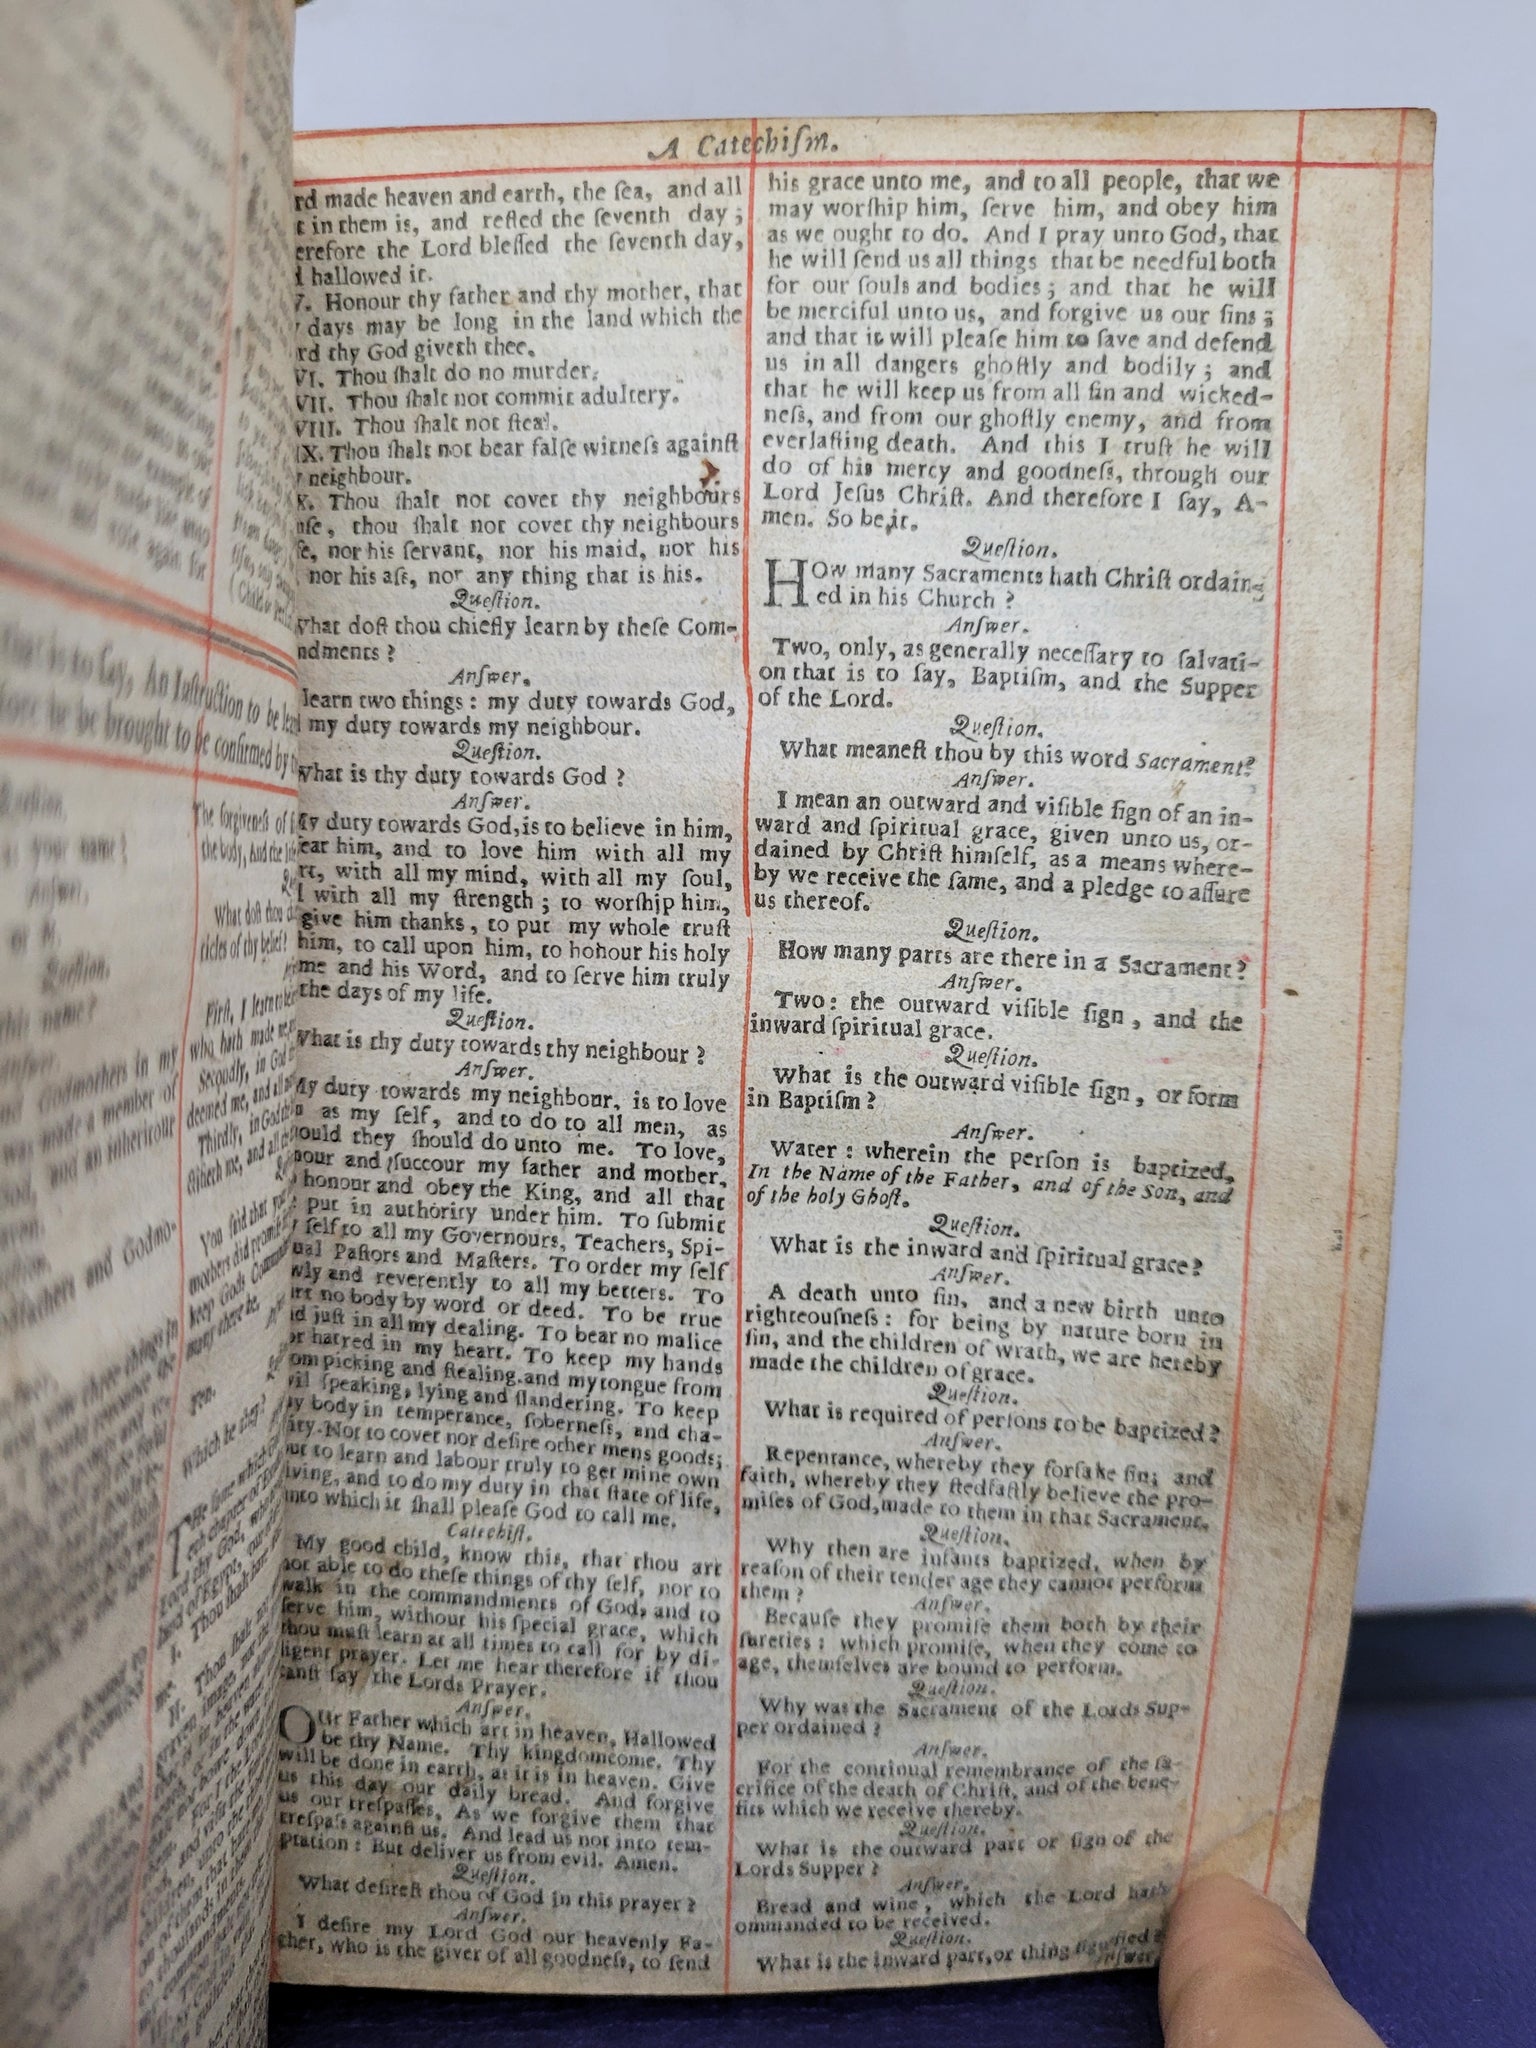 A Catechiſm.
rd made heaven and earth, the ſea, and all
t in them is, and reſted the ſeventh day;
erefore the Lord bleſſed the ſeventh day,
d hallowed it.
V. Honour thy father and thy mother, that
y days may be long in the land which the
rd thy God giveth thee.
VI. Thou ſhalt do no murder.
VII. Thou ſhalt not commit adultery.
VIII. Thou ſhalt not ſteal.
IX. Thou ſhalt not bear falſe witneſs againſt
y neighbour.
X. Thou ſhalt not covet thy neighbours
uſe, thou ſhalt not covet thy neighbours
fe, nor his ſervant, nor his maid, nor his
, nor his aſs, nor any thing that is his.
Queſtion.
What doſt thou chiefly learn by theſe Com-
ndments?
Anſwer.
learn two things: my duty towards God,
d my duty towards my neighbour.
Queſtion.
What is thy duty towards God?
Anſwer.
My duty towards God, is to believe in him,
ear him, and to love him with all my
rt, with all my mind, with all my ſoul,
d with all my ſtrength; to worſhip him,
give him thanks, to put my whole truſt
him, to call upon him, to honour his holy
me and his Word, and to ſerve him truly
the days of my life.
Queſtion.
What is thy duty towards thy neighbour?
Anſwer.
My duty towards my neighbour, is to love
as my ſelf, and to do to all men, as
ould they ſhould do unto me. To love,
nour and ſuccour my father and mother,
honour and obey the King, and all that
put in authority under him. To ſubmit
y ſelf to all my Governours, Teachers, Spi-
ual Paſtors and Maſters. To order my ſelf
wly and reverently to all my betters. To
rt no body by word or deed. To be true
d juſt in all my dealing. To bear no malice
or hatred in my heart. To keep my hands
om picking and ſtealing, and my tongue from
vil ſpeaking, lying and ſlandering. To keep
y body in temperance, ſoberneſs, and cha-
ity. Not to covet nor deſire other mens goods;
ut to learn and labour truly to get mine own
iving, and to do my duty in that ſtate of life,
nto which it ſhall pleaſe God to call me.
Catechiſt.
My good child, know this, that thou art
not able to do theſe things of thy ſelf, nor to
walk in the commandments of God, and to
ſerve him, without his ſpecial grace, which
thou muſt learn at all times to call for by di-
ligent prayer. Let me hear therefore if thou
canſt ſay the Lords Prayer.
Anſwer.
OUr Father which art in heaven, Hallowed
be thy Name. Thy kingdom come. Thy
will be done in earth, as it is in heaven. Give
us this day our daily bread. And forgive
us our treſpaſſes, As we forgive them that
treſpaſs againſt us. And lead us not into tem-
ptation: But deliver us from evil. Amen.
Queſtion.
What deſireſt thou of God in this prayer?
Anſwer.
I deſire my Lord God our heavenly Fa-
ther, who is the giver of all goodneſs, to ſend
his grace unto me, and to all people, that we
may worſhip him, ſerve him, and obey him
as we ought to do. And I pray unto God, that
he will ſend us all things that be needful both
for our ſouls and bodies; and that he will
be merciful unto us, and forgive us our ſins;
and that it will pleaſe him to ſave and defend
us in all dangers ghoſtly and bodily; and
that he will keep us from all ſin and wicked-
neſs, and from our ghoſtly enemy, and from
everlaſting death. And this I truſt he will
do of his mercy and goodneſs, through our
Lord Jeſus Chriſt. And therefore I ſay, A-
men. So be it.
Queſtion.
HOw many Sacraments hath Chriſt ordain-
ed in his Church?
Anſwer.
Two, only, as generally neceſſary to ſalvati-
on that is to ſay, Baptiſm, and the Supper
of the Lord.
Queſtion.
What meaneſt thou by this word Sacrament?
Anſwer.
I mean an outward and viſible ſign of an in-
ward and ſpiritual grace, given unto us, or-
dained by Chriſt himſelf, as a means where-
by we receive the ſame, and a pledge to aſſure
us thereof.
Queſtion.
How many parts are there in a Sacrament?
Anſwer.
Two: the outward viſible ſign, and the
inward ſpiritual grace.
Queſtion.
What is the outward viſible ſign, or form
in Baptiſm?
Anſwer.
Water: wherein the perſon is baptized,
In the Name of the Father, and of the Son, and
of the holy Ghoſt.
Queſtion.
What is the inward and ſpiritual grace?
Anſwer.
A death unto ſin, and a new birth unto
righteouſneſs: for being by nature born in
ſin, and the children of wrath, we are hereby
made the children of grace.
Queſtion.
What is required of perſons to be baptized?
Anſwer.
Repentance, whereby they forſake ſin; and
faith, whereby they ſtedfaſtly believe the pro-
miſes of God, made to them in that Sacrament.
Queſtion.
Why then are infants baptized, when by
reaſon of their tender age they cannot perform
them?
Anſwer.
Becauſe they promiſe them both by their
ſureties: which promiſe, when they come to
age, themſelves are bound to perform.
Queſtion.
Why was the Sacrament of the Lords Sup-
per ordained?
Anſwer.
For the continual remembrance of the ſa-
crifice of the death of Chriſt, and of the bene-
fits which we receive thereby.
Queſtion.
What is the outward part or ſign of the
Lords Supper?
Anſwer.
Bread and wine, which the Lord hath
ommanded to be received.
Queſtion.
What is the inward part, or thing ſignified?
Anſwer.